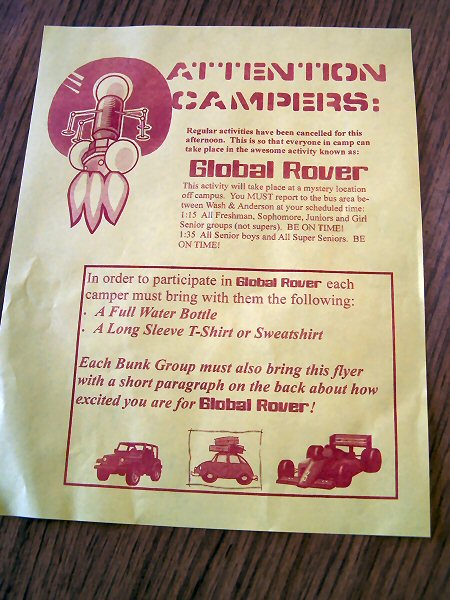 ATTENTION
CAMPERS:
Regular activities have been cancelled for this
afternoon. This is so that everyone in camp can
take place in the awesome activity known as:
Global Rover
This activity will take place at a mystery location
off campus. You MUST report to the bus area be-
tween Wash & Anderson at your scheduled time:
1:15 All Freshman, Sophomore, Juniors and Girl
Senior groups (not supers). BE ON TIME!
1:35 All Senior boys and All Super Seniors. BE
ON TIME!
In order to participate in Global Rover each
camper must bring with them the following:
· A Full Water Bottle
· A Long Sleeve T-Shirt or Sweatshirt
Each Bunk Group must also bring this flyer
with a short paragraph on the back about how
excited you are for Global Rover!